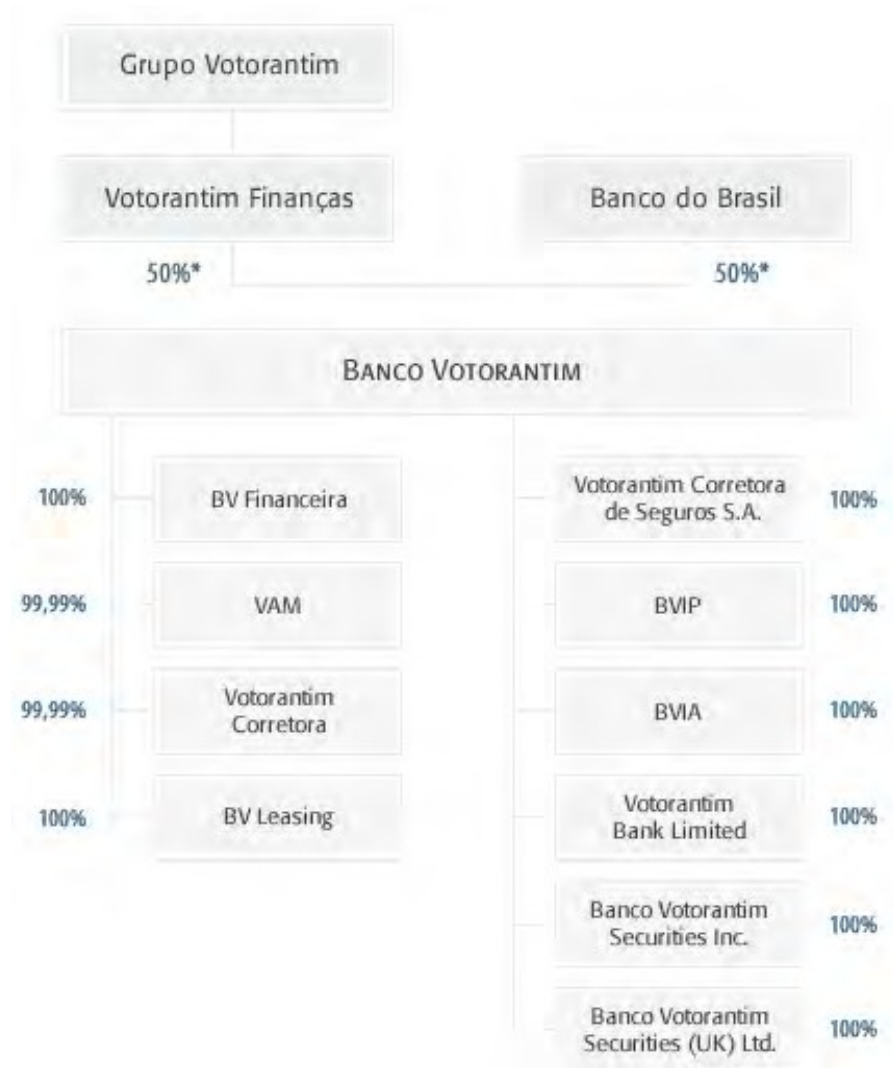 Grupo Votorantim
Votorantim Finanças
Banco do Brasil
50%*
50%*
BANCO VOTORANTIM
100%
BV Financeira
Votorantim Corretora
de Seguros S.A.
100%
99,99%
VAM
BVIP
100%
99,99%
Votorantim
Corretora
BVIA
100%
100%
BV Leasing
Votorantim
Bank Limited
100%
Banco Votorantim
Securities Inc.
100%
Banco Votorantim
Securities (UK) Ltd.
100%